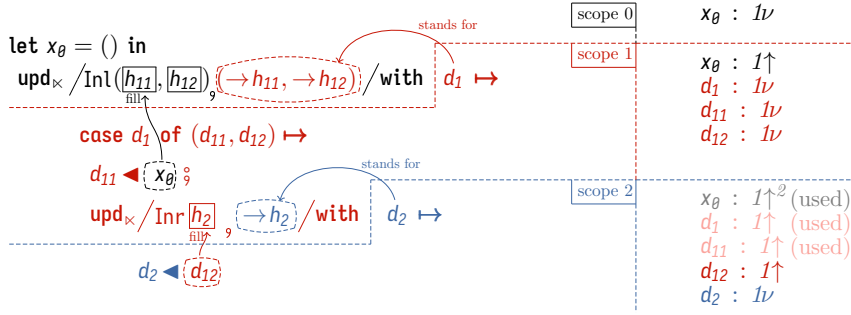 stands for
scope 0
x₀ : 1ν
let x₀ = () in
scope 1
x₀ : 1↑
upd⋉ ⧸Inl(h₁₁, h₁₂) ⸴ (→h₁₁, →h₁₂)⧸with d₁ ↦
d₁ : 1ν
fill
d₁₁ : 1ν
case d₁ of (d₁₁, d₁₂) ↦
d₁₂ : 1ν
stands for
d₁₁ ◀ x₀ ⨾
scope 2
x₀ : 1↑² (used)
upd⋉ ⧸Inr h₂ ⸴ →h₂⧸with d₂ ↦
d₁ : 1↑ (used)
fill
d₁₁ : 1↑ (used)
d₂ ◀ d₁₂
d₁₂ : 1↑
d₂ : 1ν